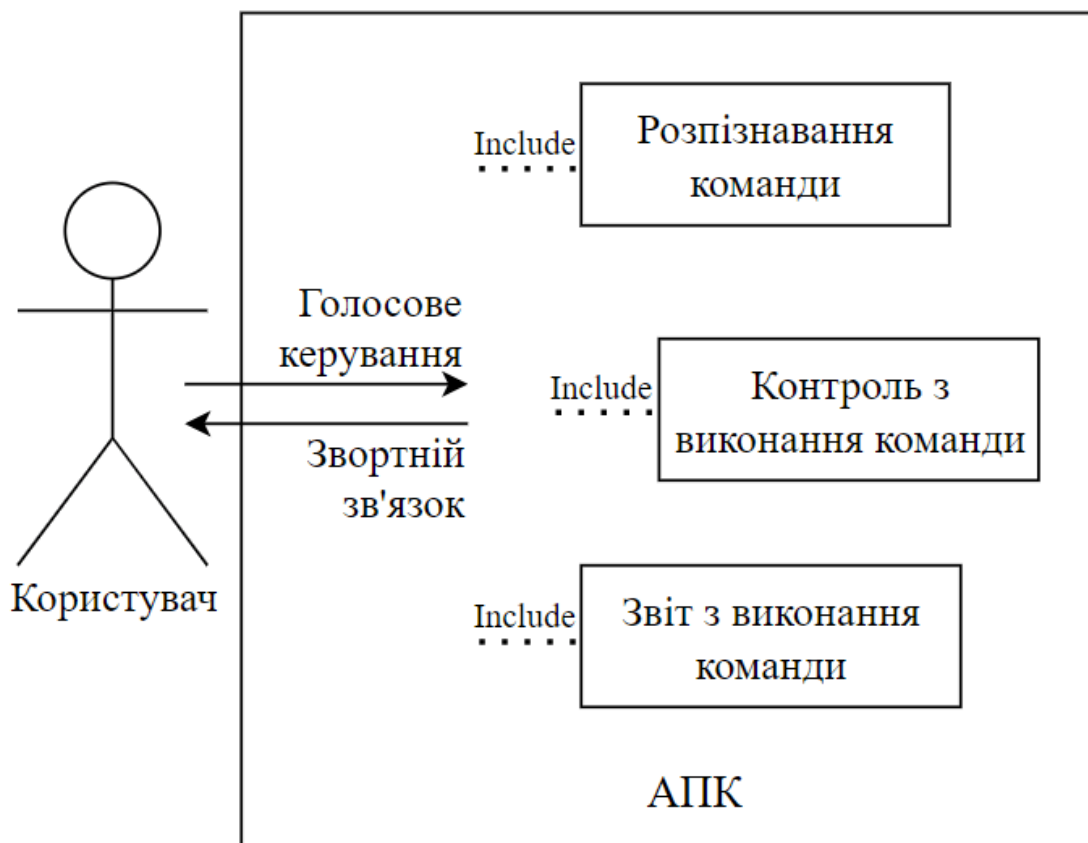 Include
Розпізнавання
команди
Голосове
керування
Include
Контроль з
виконання команди
Звортній
зв'язок
Користувач
Include
Звіт з виконання
команди
АПК